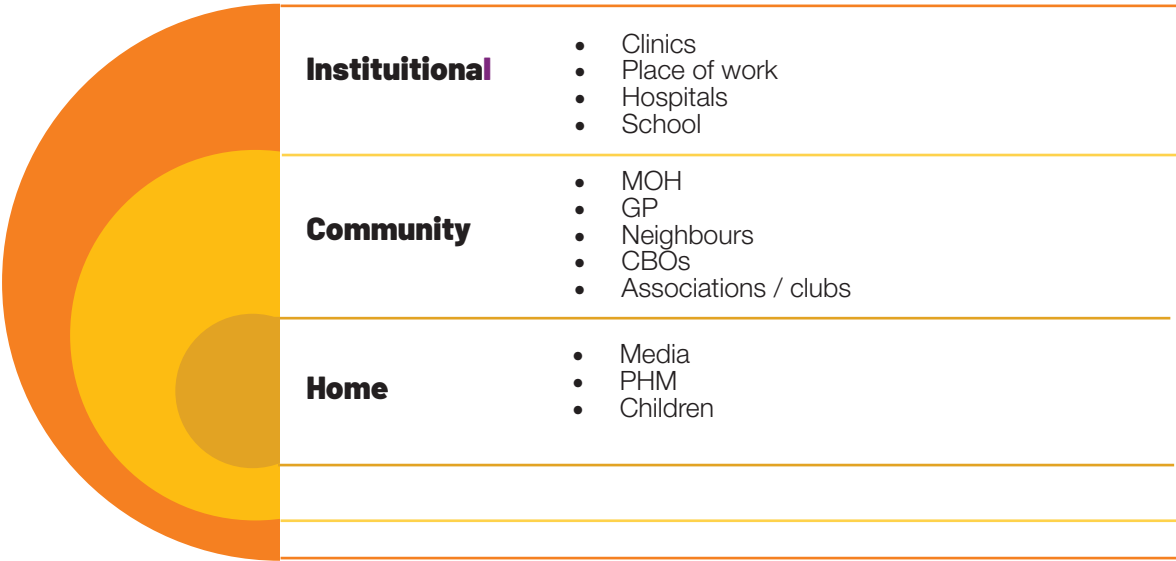 Instituitional
• Clinics
• Place of work
• Hospitals
• School
Community
• MOH
• GP
• Neighbours
• CBOs
• Associations / clubs
Home
• Media
• PHM
• Children